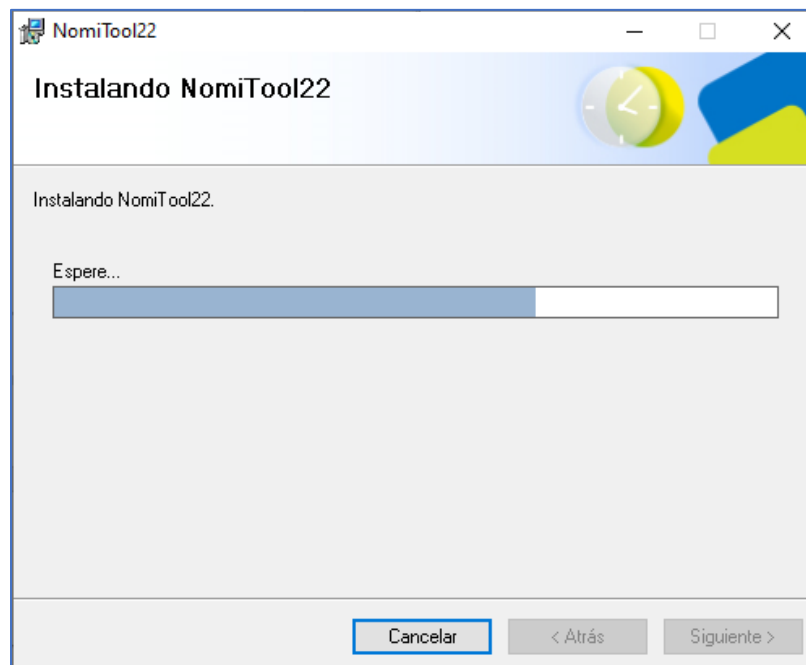 NomiTool22
Instalando NomiTool22
Instalando NomiTool22.
Espere...
Cancelar
< Atrás
Siguiente >